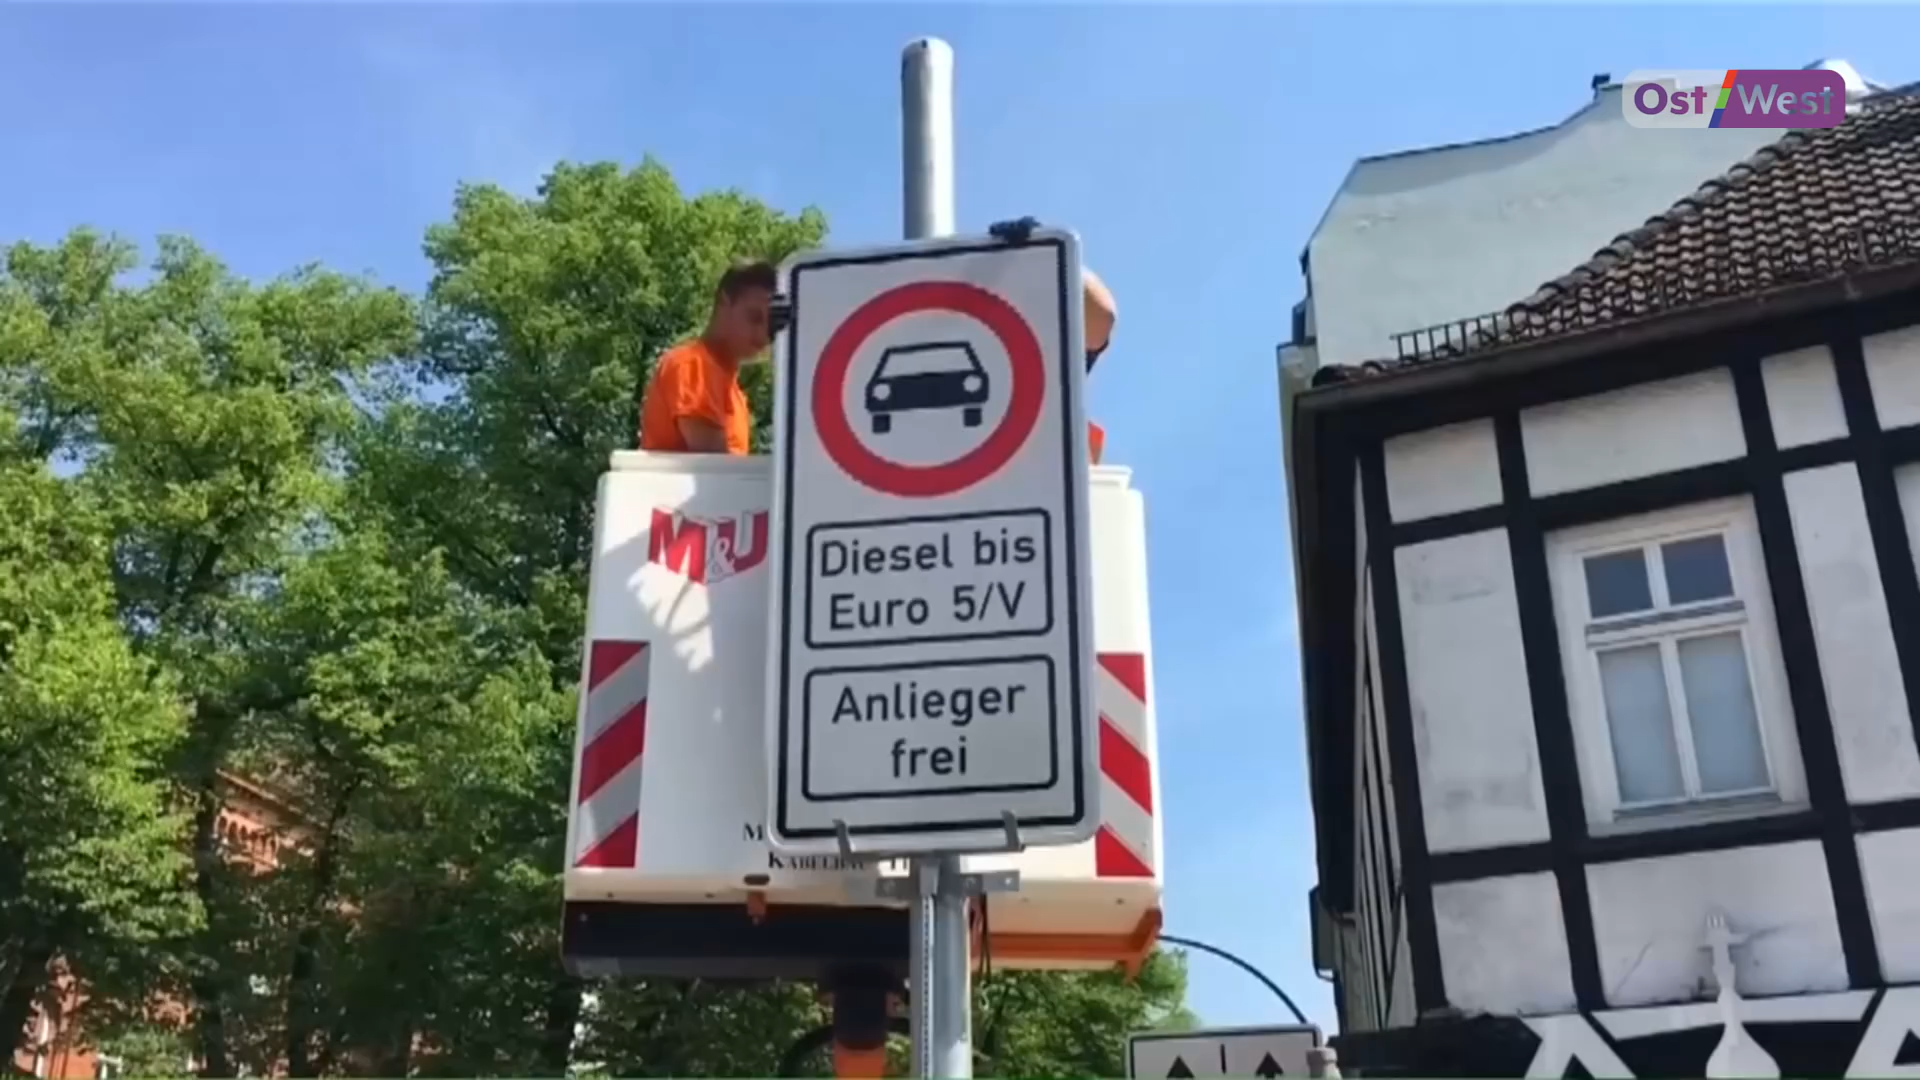 Ost West
M&U
Diesel bis
Euro 5/V
Anlieger
frei